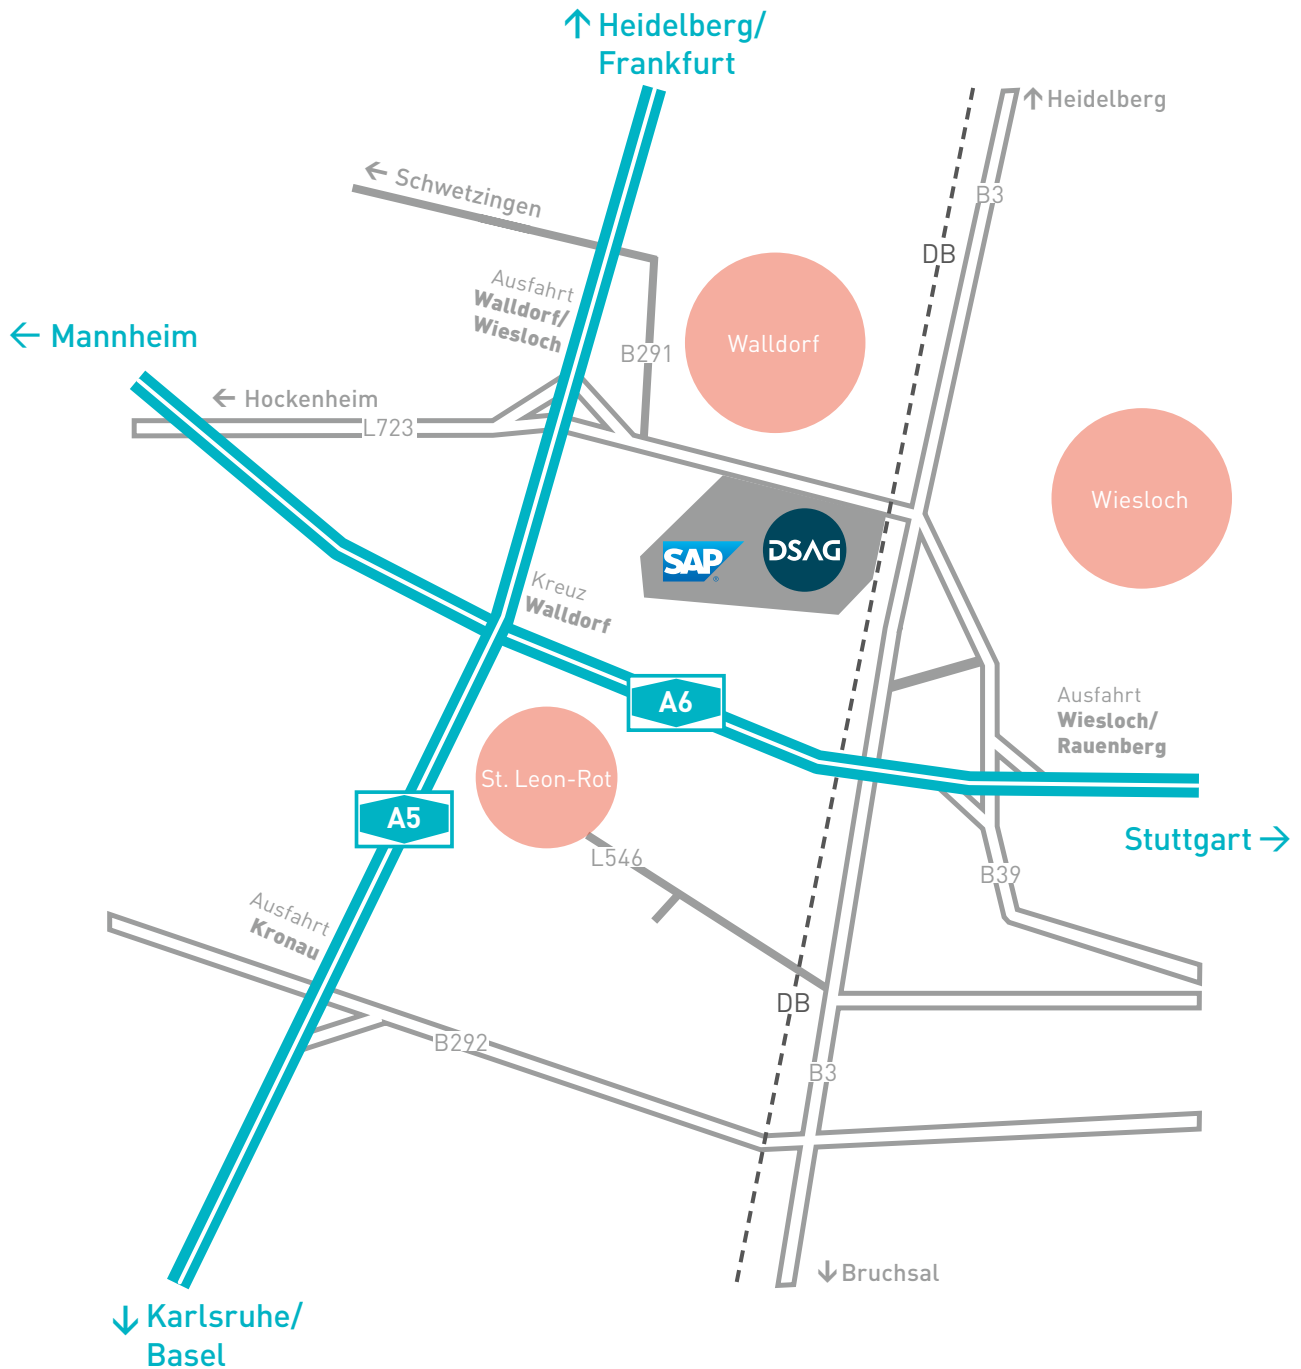 ↑ Heidelberg/
Frankfurt
↑ Heidelberg
← Schwetzingen
B3
DB
Ausfahrt
Walldorf/
Wiesloch
← Mannheim
B291
Walldorf
← Hockenheim
L723
Wiesloch
SAP®
DSAG
Kreuz
Walldorf
A6
Ausfahrt
Wiesloch/
Rauenberg
St. Leon-Rot
A5
Stuttgart →
L546
B39
Ausfahrt
Kronau
DB
B292
B3
↓ Bruchsal
↓ Karlsruhe/
Basel